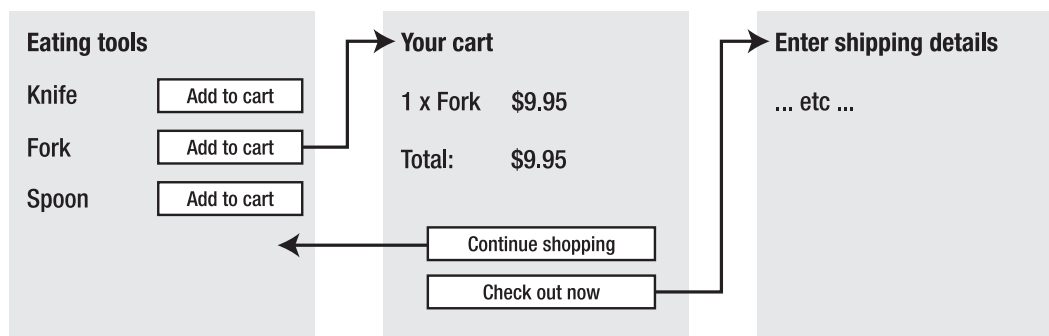 Eating tools
Knife Add to cart
Fork Add to cart
Spoon Add to cart
Your cart
1 x Fork $9.95
Total: $9.95
Continue shopping
Check out now
Enter shipping details
... etc ...